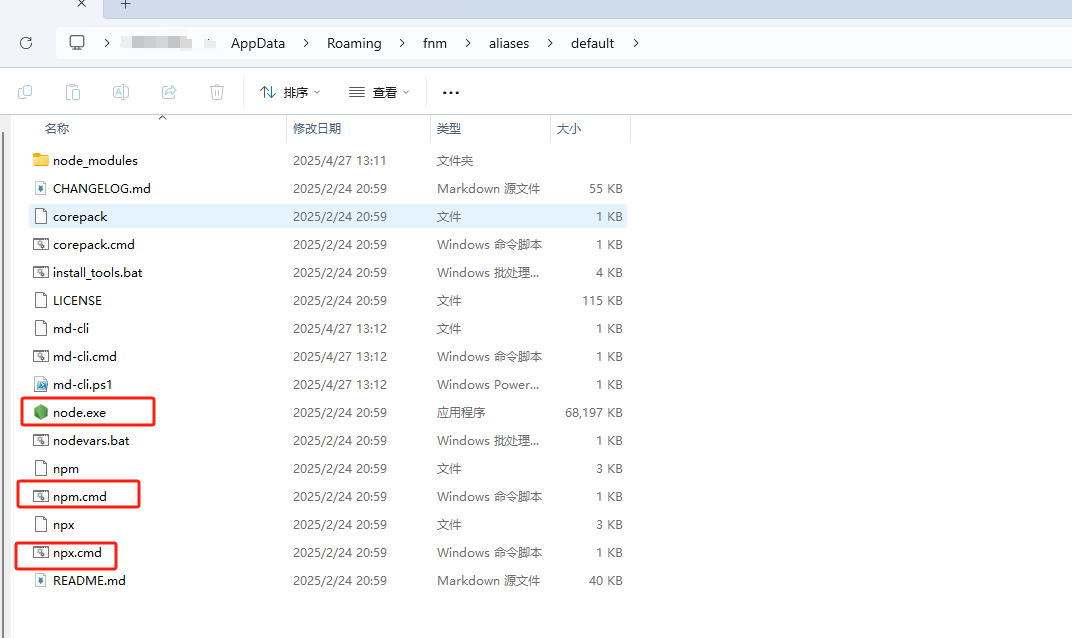 AppData > Roaming > fnm > aliases > default >
排序 查看 ...
名称 修改日期 类型 大小
node_modules 2025/4/27 13:11 文件夹
CHANGELOG.md 2025/2/24 20:59 Markdown 源文件 55 KB
corepack 2025/2/24 20:59 文件 1 KB
corepack.cmd 2025/2/24 20:59 Windows 命令脚本 1 KB
install_tools.bat 2025/2/24 20:59 Windows 批处理... 4 KB
LICENSE 2025/2/24 20:59 文件 115 KB
md-cli 2025/4/27 13:12 文件 1 KB
md-cli.cmd 2025/4/27 13:12 Windows 命令脚本 1 KB
md-cli.ps1 2025/4/27 13:12 Windows Power... 1 KB
node.exe 2025/2/24 20:59 应用程序 68,197 KB
nodevars.bat 2025/2/24 20:59 Windows 批处理... 1 KB
npm 2025/2/24 20:59 文件 3 KB
npm.cmd 2025/2/24 20:59 Windows 命令脚本 1 KB
npx 2025/2/24 20:59 文件 3 KB
npx.cmd 2025/2/24 20:59 Windows 命令脚本 1 KB
README.md 2025/2/24 20:59 Markdown 源文件 40 KB